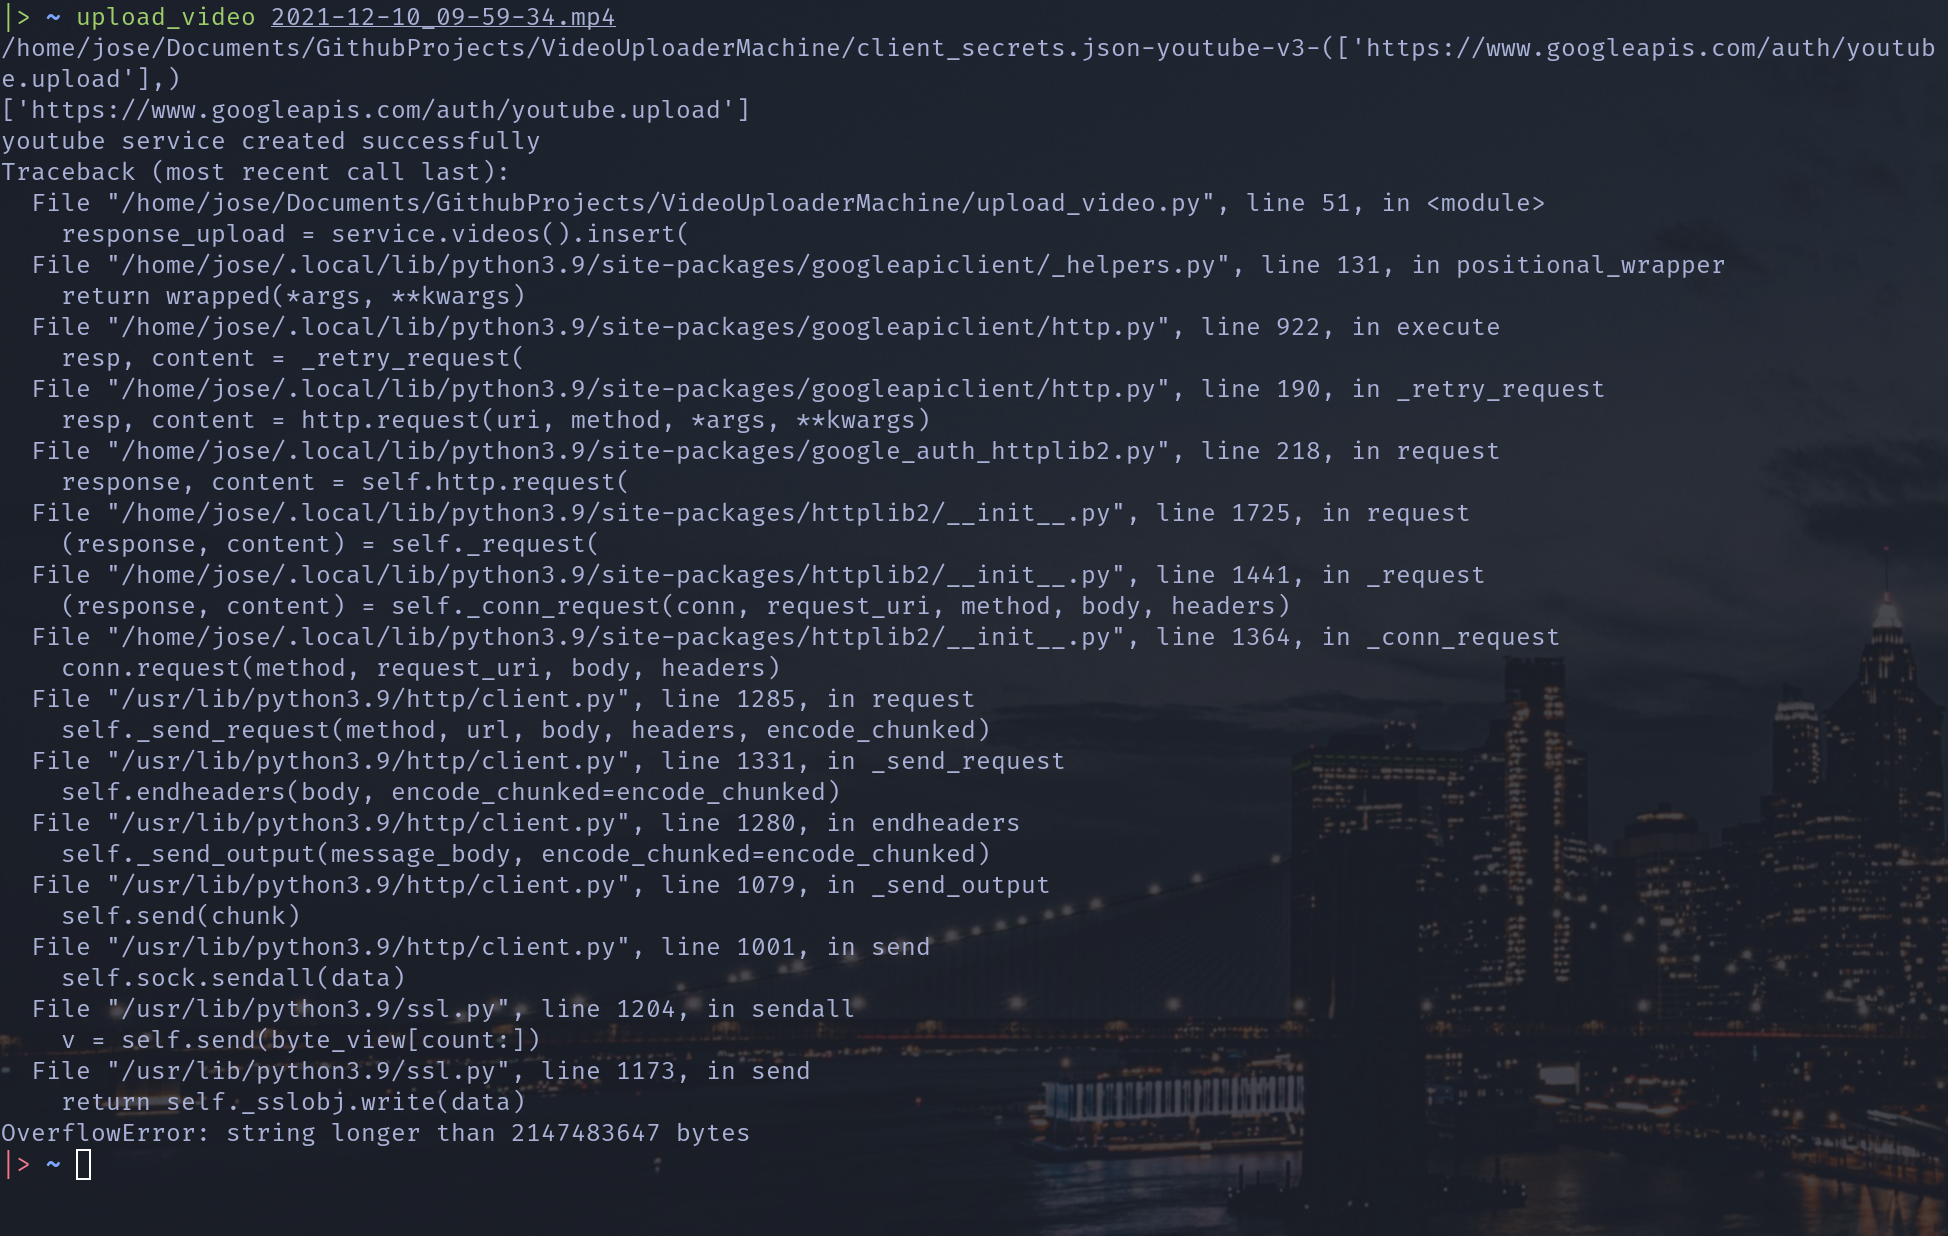 |> ~ upload_video 2021-12-10_09-59-34.mp4
/home/jose/Documents/GithubProjects/VideoUploaderMachine/client_secrets.json-youtube-v3-(['https://www.googleapis.com/auth/youtub
e.upload'],)
['https://www.googleapis.com/auth/youtube.upload']
youtube service created successfully
Traceback (most recent call last):
  File "/home/jose/Documents/GithubProjects/VideoUploaderMachine/upload_video.py", line 51, in <module>
    response_upload = service.videos().insert(
  File "/home/jose/.local/lib/python3.9/site-packages/googleapiclient/_helpers.py", line 131, in positional_wrapper
    return wrapped(*args, **kwargs)
  File "/home/jose/.local/lib/python3.9/site-packages/googleapiclient/http.py", line 922, in execute
    resp, content = _retry_request(
  File "/home/jose/.local/lib/python3.9/site-packages/googleapiclient/http.py", line 190, in _retry_request
    resp, content = http.request(uri, method, *args, **kwargs)
  File "/home/jose/.local/lib/python3.9/site-packages/google_auth_httplib2.py", line 218, in request
    response, content = self.http.request(
  File "/home/jose/.local/lib/python3.9/site-packages/httplib2/__init__.py", line 1725, in request
    (response, content) = self._request(
  File "/home/jose/.local/lib/python3.9/site-packages/httplib2/__init__.py", line 1441, in _request
    (response, content) = self._conn_request(conn, request_uri, method, body, headers)
  File "/home/jose/.local/lib/python3.9/site-packages/httplib2/__init__.py", line 1364, in _conn_request
    conn.request(method, request_uri, body, headers)
  File "/usr/lib/python3.9/http/client.py", line 1285, in request
    self._send_request(method, url, body, headers, encode_chunked)
  File "/usr/lib/python3.9/http/client.py", line 1331, in _send_request
    self.endheaders(body, encode_chunked=encode_chunked)
  File "/usr/lib/python3.9/http/client.py", line 1280, in endheaders
    self._send_output(message_body, encode_chunked=encode_chunked)
  File "/usr/lib/python3.9/http/client.py", line 1079, in _send_output
    self.send(chunk)
  File "/usr/lib/python3.9/http/client.py", line 1001, in send
    self.sock.sendall(data)
  File "/usr/lib/python3.9/ssl.py", line 1204, in sendall
    v = self.send(byte_view[count:])
  File "/usr/lib/python3.9/ssl.py", line 1173, in send
    return self._sslobj.write(data)
OverflowError: string longer than 2147483647 bytes
|> ~